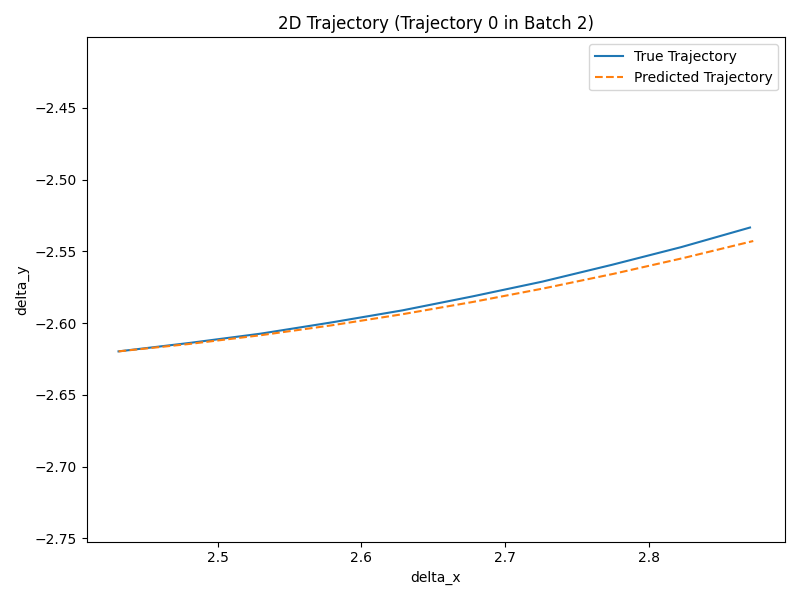 2D Trajectory (Trajectory 0 in Batch 2)
True Trajectory
Predicted Trajectory
−2.45
−2.50
−2.55
−2.60
−2.65
−2.70
−2.75
delta_y
2.5
2.6
2.7
2.8
delta_x